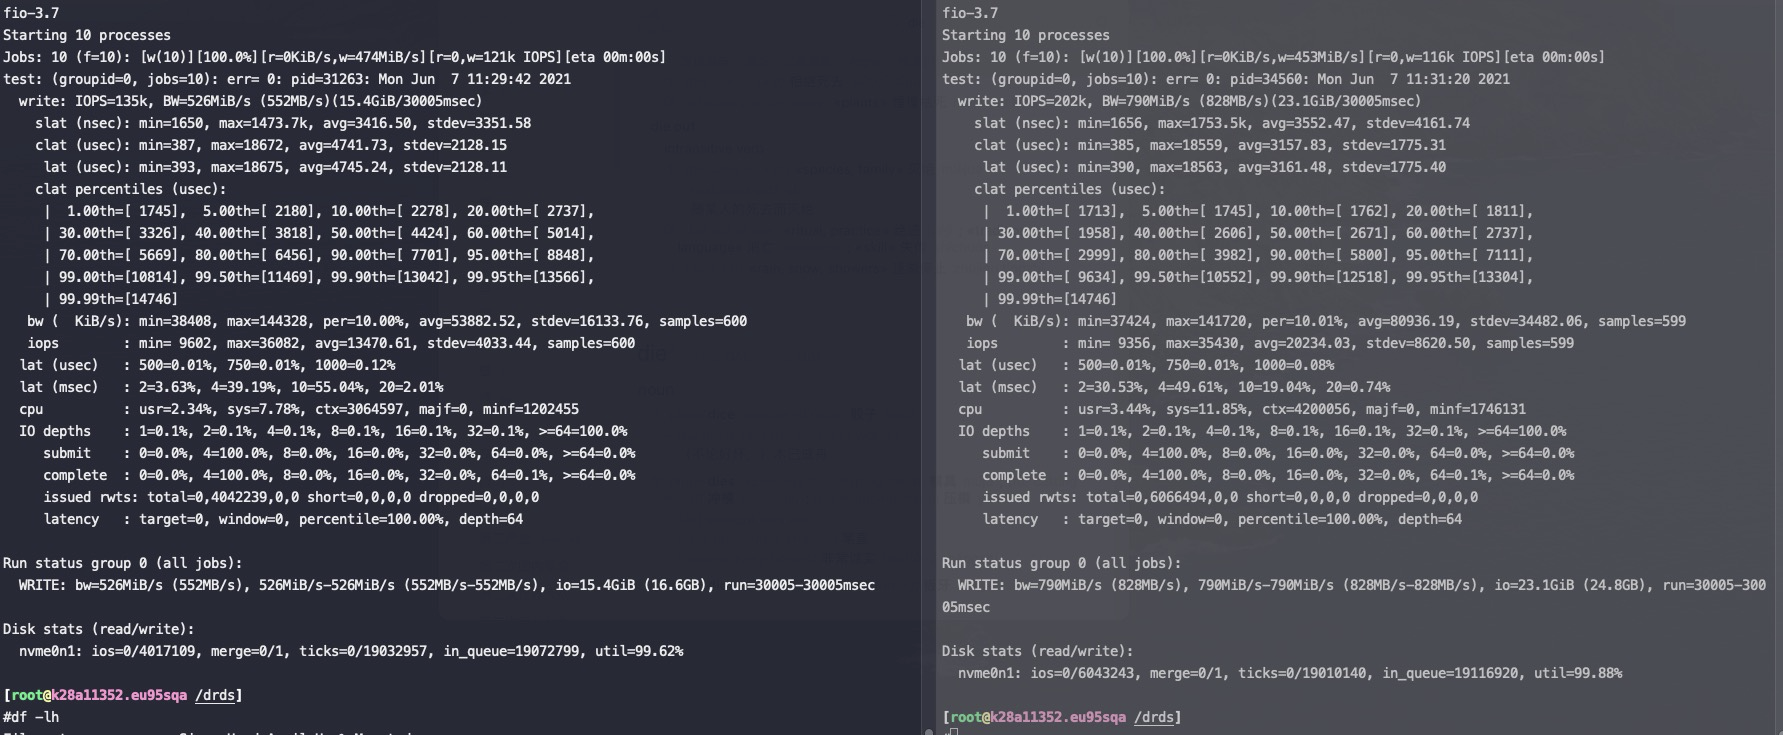 fio-3.7
Starting 10 processes
Jobs: 10 (f=10): [w(10)][100.0%][r=0KiB/s,w=474MiB/s][r=0,w=121k IOPS][eta 00m:00s]
test: (groupid=0, jobs=10): err= 0: pid=31263: Mon Jun  7 11:29:42 2021
  write: IOPS=135k, BW=526MiB/s (552MB/s)(15.4GiB/30005msec)
    slat (nsec): min=1650, max=1473.7k, avg=3416.50, stdev=3351.58
    clat (usec): min=387, max=18672, avg=4741.73, stdev=2128.15
     lat (usec): min=393, max=18675, avg=4745.24, stdev=2128.11
    clat percentiles (usec):
     |  1.00th=[ 1745],  5.00th=[ 2180], 10.00th=[ 2278], 20.00th=[ 2737],
     | 30.00th=[ 3326], 40.00th=[ 3818], 50.00th=[ 4424], 60.00th=[ 5014],
     | 70.00th=[ 5669], 80.00th=[ 6456], 90.00th=[ 7701], 95.00th=[ 8848],
     | 99.00th=[10814], 99.50th=[11469], 99.90th=[13042], 99.95th=[13566],
     | 99.99th=[14746]
   bw (  KiB/s): min=38408, max=144328, per=10.00%, avg=53882.52, stdev=16133.76, samples=600
   iops        : min= 9602, max=36082, avg=13470.61, stdev=4033.44, samples=600
  lat (usec)   : 500=0.01%, 750=0.01%, 1000=0.12%
  lat (msec)   : 2=3.63%, 4=39.19%, 10=55.04%, 20=2.01%
  cpu          : usr=2.34%, sys=7.78%, ctx=3064597, majf=0, minf=1202455
  IO depths    : 1=0.1%, 2=0.1%, 4=0.1%, 8=0.1%, 16=0.1%, 32=0.1%, >=64=100.0%
     submit    : 0=0.0%, 4=100.0%, 8=0.0%, 16=0.0%, 32=0.0%, 64=0.0%, >=64=0.0%
     complete  : 0=0.0%, 4=100.0%, 8=0.0%, 16=0.0%, 32=0.0%, 64=0.1%, >=64=0.0%
     issued rwts: total=0,4042239,0,0 short=0,0,0,0 dropped=0,0,0,0
     latency   : target=0, window=0, percentile=100.00%, depth=64
Run status group 0 (all jobs):
  WRITE: bw=526MiB/s (552MB/s), 526MiB/s-526MiB/s (552MB/s-552MB/s), io=15.4GiB (16.6GB), run=30005-30005msec
Disk stats (read/write):
  nvme0n1: ios=0/4017109, merge=0/1, ticks=0/19032957, in_queue=19072799, util=99.62%
[root@k28a11352.eu95sqa /drds]
#df -lh
fio-3.7
Starting 10 processes
Jobs: 10 (f=10): [w(10)][100.0%][r=0KiB/s,w=453MiB/s][r=0,w=116k IOPS][eta 00m:00s]
test: (groupid=0, jobs=10): err= 0: pid=34560: Mon Jun  7 11:31:20 2021
  write: IOPS=202k, BW=790MiB/s (828MB/s)(23.1GiB/30005msec)
    slat (nsec): min=1656, max=1753.5k, avg=3552.47, stdev=4161.74
    clat (usec): min=385, max=18559, avg=3157.83, stdev=1775.31
     lat (usec): min=390, max=18563, avg=3161.48, stdev=1775.40
    clat percentiles (usec):
     |  1.00th=[ 1713],  5.00th=[ 1745], 10.00th=[ 1762], 20.00th=[ 1811],
     | 30.00th=[ 1958], 40.00th=[ 2606], 50.00th=[ 2671], 60.00th=[ 2737],
     | 70.00th=[ 2999], 80.00th=[ 3982], 90.00th=[ 5800], 95.00th=[ 7111],
     | 99.00th=[ 9634], 99.50th=[10552], 99.90th=[12518], 99.95th=[13304],
     | 99.99th=[14746]
   bw (  KiB/s): min=37424, max=141720, per=10.01%, avg=80936.19, stdev=34482.06, samples=599
   iops        : min= 9356, max=35430, avg=20234.03, stdev=8620.50, samples=599
  lat (usec)   : 500=0.01%, 750=0.01%, 1000=0.08%
  lat (msec)   : 2=30.53%, 4=49.61%, 10=19.04%, 20=0.74%
  cpu          : usr=3.44%, sys=11.85%, ctx=4200056, majf=0, minf=1746131
  IO depths    : 1=0.1%, 2=0.1%, 4=0.1%, 8=0.1%, 16=0.1%, 32=0.1%, >=64=100.0%
     submit    : 0=0.0%, 4=100.0%, 8=0.0%, 16=0.0%, 32=0.0%, 64=0.0%, >=64=0.0%
     complete  : 0=0.0%, 4=100.0%, 8=0.0%, 16=0.0%, 32=0.0%, 64=0.1%, >=64=0.0%
     issued rwts: total=0,6066494,0,0 short=0,0,0,0 dropped=0,0,0,0
     latency   : target=0, window=0, percentile=100.00%, depth=64
Run status group 0 (all jobs):
  WRITE: bw=790MiB/s (828MB/s), 790MiB/s-790MiB/s (828MB/s-828MB/s), io=23.1GiB (24.8GB), run=30005-300
05msec
Disk stats (read/write):
  nvme0n1: ios=0/6043243, merge=0/1, ticks=0/19010140, in_queue=19116920, util=99.88%
[root@k28a11352.eu95sqa /drds]